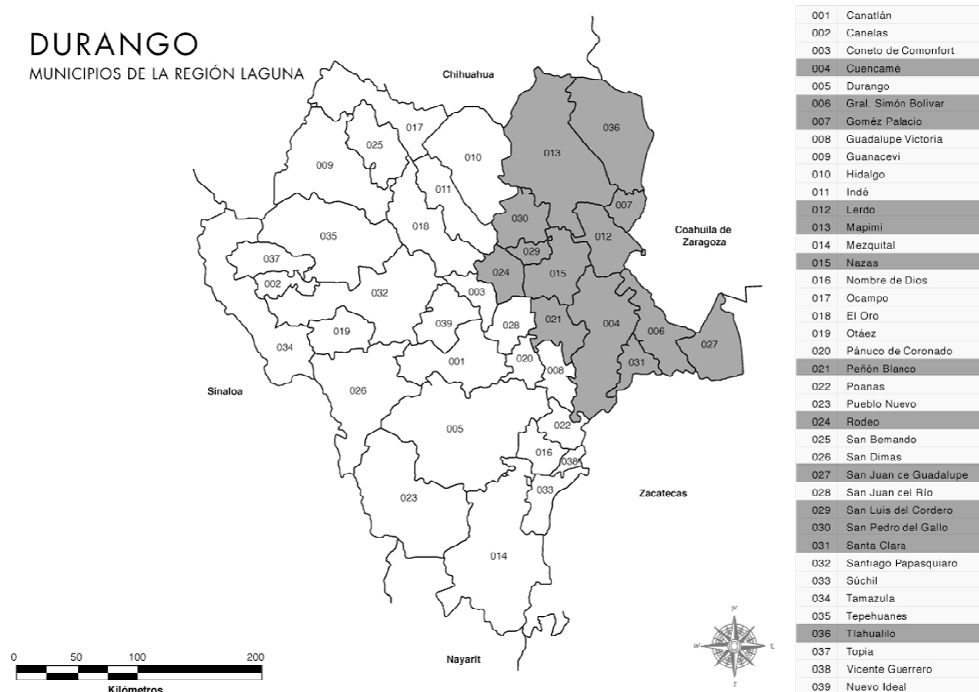 DURANGO
MUNICIPIOS DE LA REGIÓN LAGUNA
Chihuahua
Coahuila de
Zaragoza
Sinaloa
Zacatecas
Nayarit
017
036
025
013
010
009
011
007
030
018
035
012
029
037
024
015
002
032
003
021
004
039
028
006
019
027
034
001
020
031
008
026
022
005
016
038
033
023
014
0 50 100 200
Kilómetros
001 Canatlán
002 Canelas
003 Coneto de Comonfort
004 Cuencamé
005 Durango
006 Gral. Simón Bolivar
007 Goméz Palacio
008 Guadalupe Victoria
009 Guanacevi
010 Hidalgo
011 Indé
012 Lerdo
013 Mapimi
014 Mezquital
015 Nazas
016 Nombre de Dios
017 Ocampo
018 El Oro
019 Otáez
020 Pánuco de Coronado
021 Peñón Blanco
022 Poanas
023 Pueblo Nuevo
024 Rodeo
025 San Bernando
026 San Dimas
027 San Juan de Guadalupe
028 San Juan del Río
029 San Luis del Cordero
030 San Pedro del Gallo
031 Santa Clara
032 Santiago Papasquiaro
033 Súchil
034 Tamazula
035 Tepehuanes
036 Tlahualilo
037 Topia
038 Vicente Guerrero
039 Nuevo Ideal